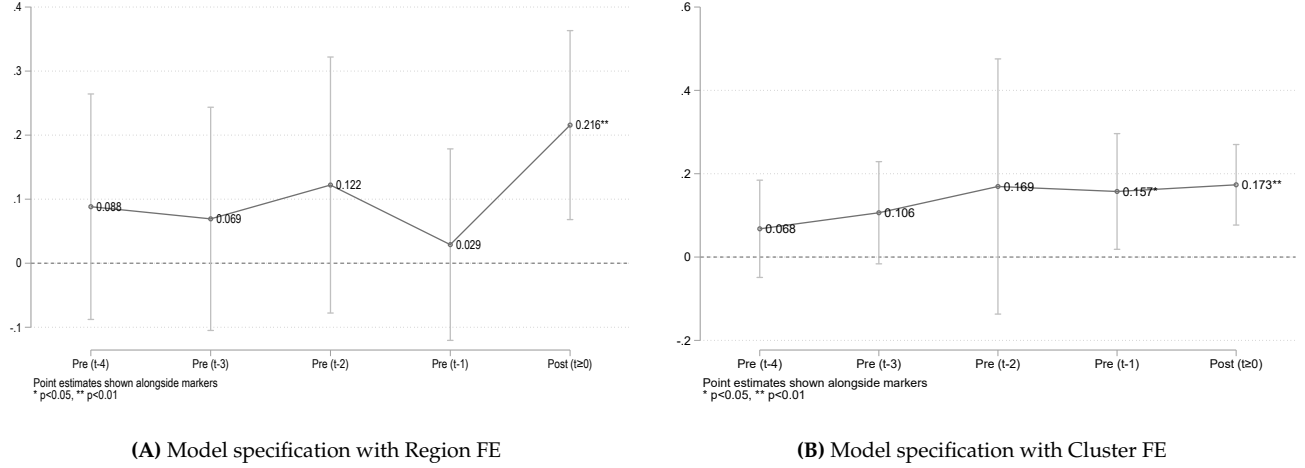 .4
.3
.2
.1
0
-.1
0.088
0.069
0.122
0.029
0.216**
Pre (t-4) Pre (t-3) Pre (t-2) Pre (t-1) Post (t≥0)
Point estimates shown alongside markers
* p<0.05, ** p<0.01
(A) Model specification with Region FE
.6
.4
.2
0
-.2
0.068
0.106
0.169
0.157*
0.173**
Pre (t-4) Pre (t-3) Pre (t-2) Pre (t-1) Post (t≥0)
Point estimates shown alongside markers
* p<0.05, ** p<0.01
(B) Model specification with Cluster FE